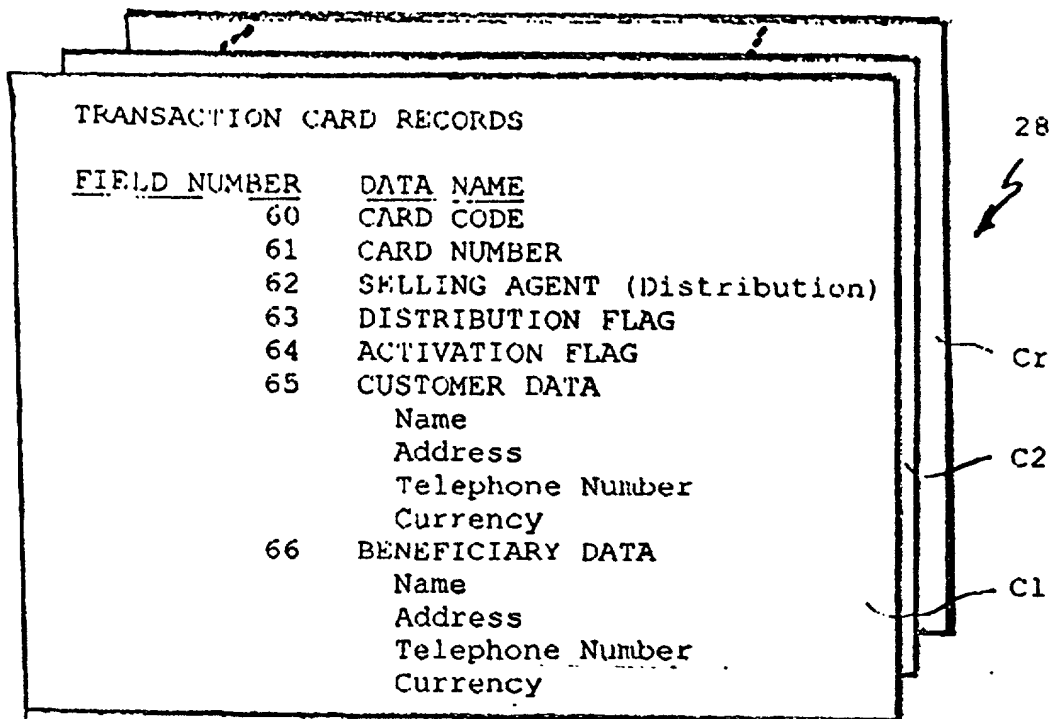 TRANSACTION CARD RECORDS
28
FIELD NUMBER DATA NAME
60 CARD CODE
61 CARD NUMBER
62 SELLING AGENT (Distribution)
63 DISTRIBUTION FLAG
64 ACTIVATION FLAG
Cr
65 CUSTOMER DATA
Name
Address
C2
Telephone Number
Currency
66 BENEFICIARY DATA
Name
C1
Address
Telephone Number
Currency